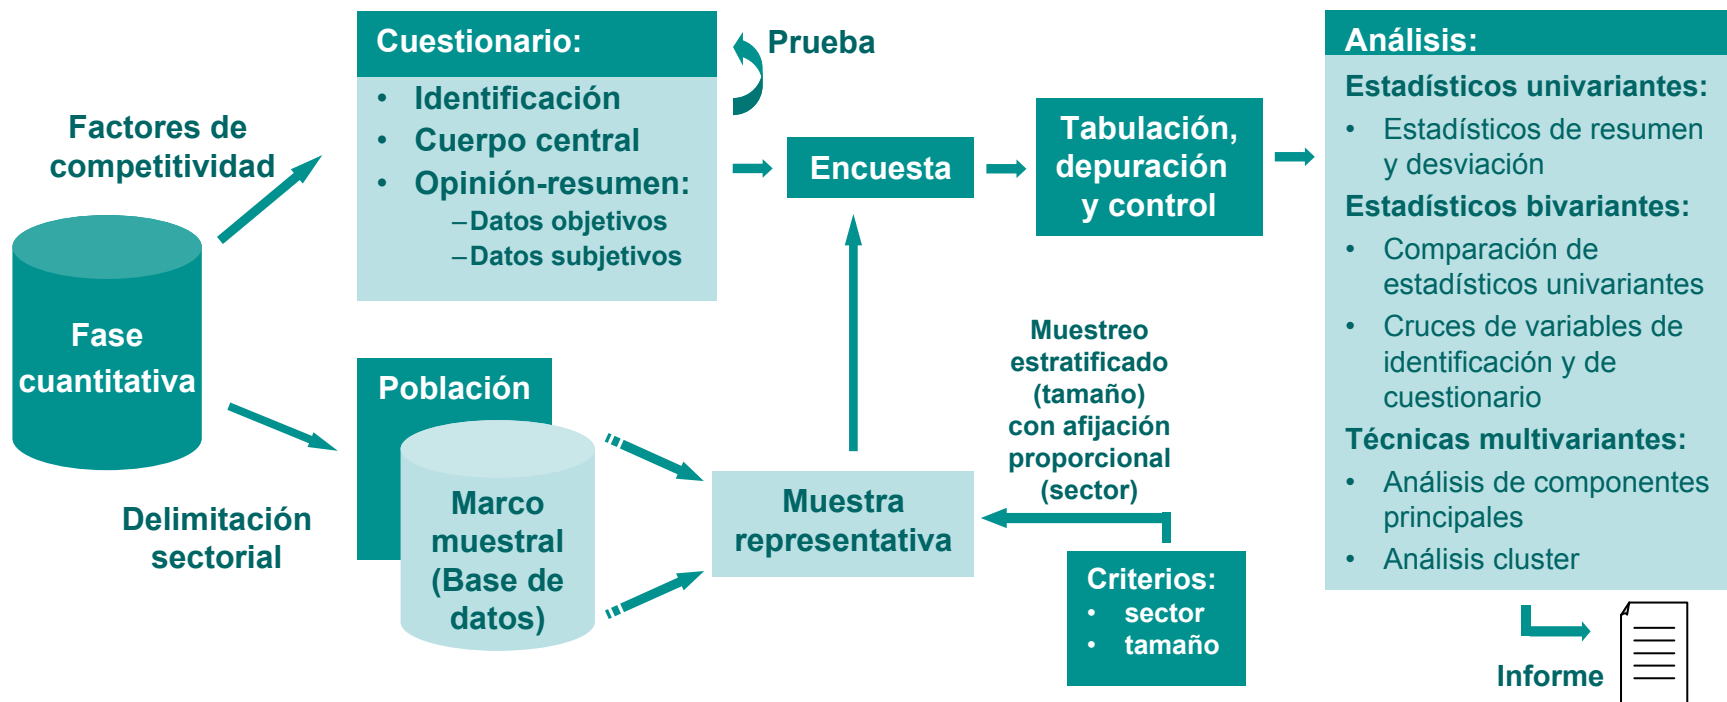 Factores de
competitividad
Fase
cuantitativa
Delimitación
sectorial
Cuestionario:
• Identificación
• Cuerpo central
• Opinión-resumen:
–Datos objetivos
–Datos subjetivos
Prueba
Población
Marco
muestral
(Base de
datos)
Muestra
representativa
Encuesta
Muestreo
estratificado
(tamaño)
con afijación
proporcional
(sector)
Criterios:
• sector
• tamaño
Tabulación,
depuración
y control
Análisis:
Estadísticos univariantes:
• Estadísticos de resumen
y desviación
Estadísticos bivariantes:
• Comparación de
estadísticos univariantes
• Cruces de variables de
identificación y de
cuestionario
Técnicas multivariantes:
• Análisis de componentes
principales
• Análisis cluster
Informe